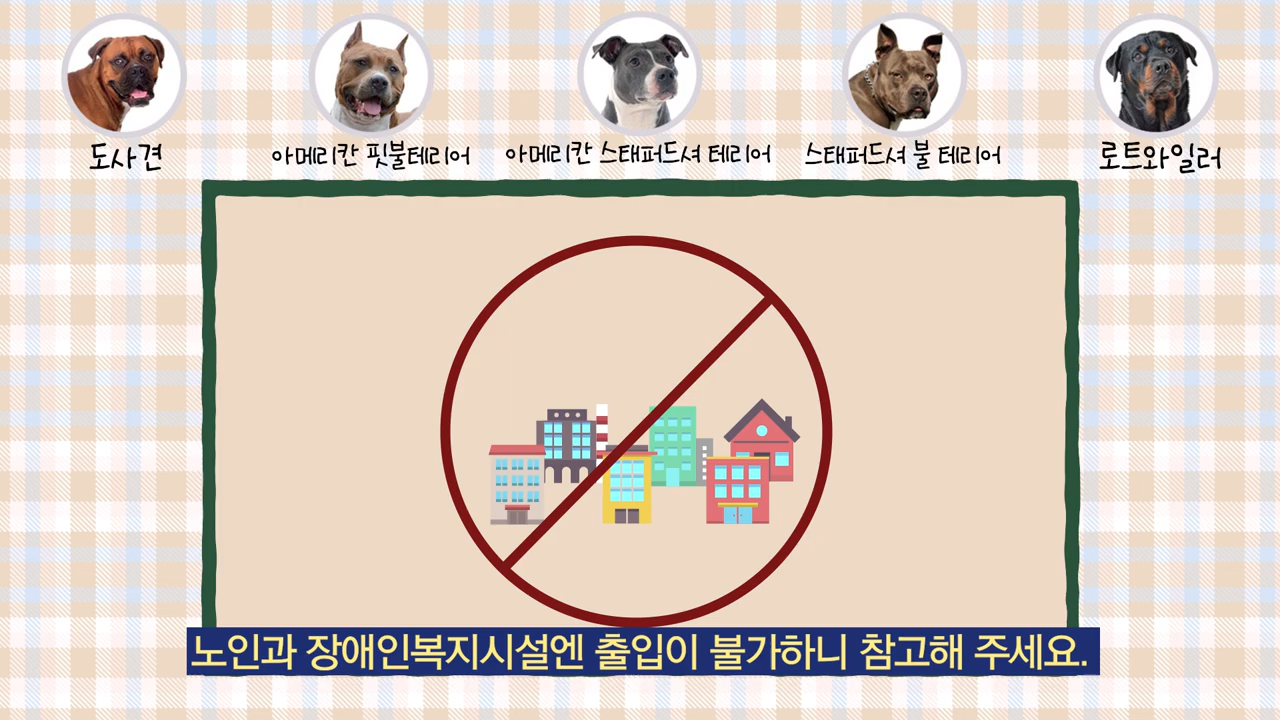 도사견
아메리칸 핏불테리어
아메리칸 스태퍼드셔 테리어
스태퍼드셔 불 테리어
로트와일러
노인과 장애인복지시설엔 출입이 불가하니 참고해 주세요.